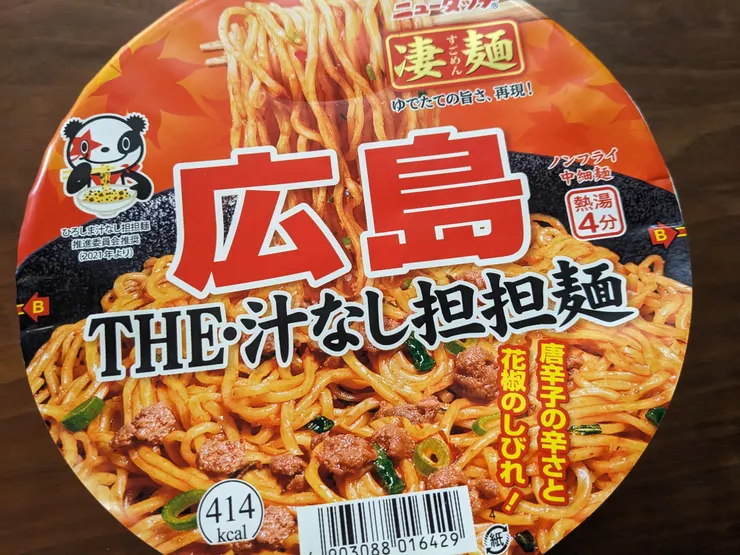 ニュータッチ®
すごめん
凄麺
ゆでたての旨さ、再現!
ノンフライ
中細麺
熱湯
4分
広島
ひろしま汁なし担担麺
推進委員会推奨
(2021年より)
B
B
THE・汁なし担担麺
唐辛子の辛さと
花椒のしびれ!
414
kcal
4 903088 016429
4
紙